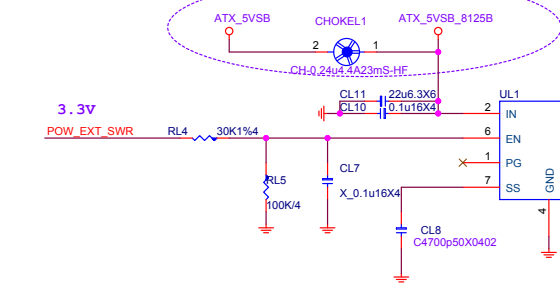 ATX_5VSB
CHOKEL1
ATX_5VSB_8125B
2
1
CH-0.24u4.4A23mS-HF
CL11
22u6.3X6
UL1
CL10
0.1u16X4
3.3V
2
IN
POW_EXT_SWR
RL4
30K1%4
6
EN
1
PG
CL7
RL5
X_0.1u16X4
7
SS
GND
100K/4
4
CL8
C4700p50X0402